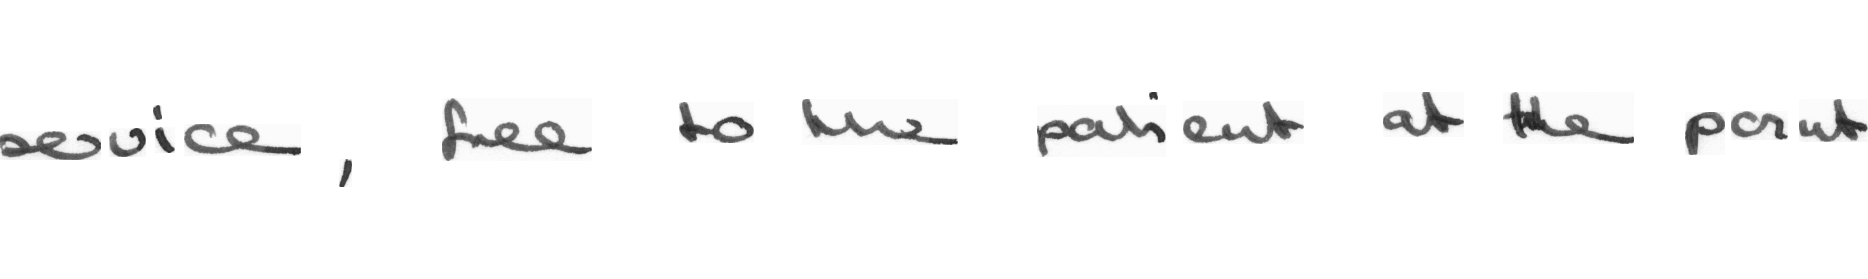 service, free to the patient at the point